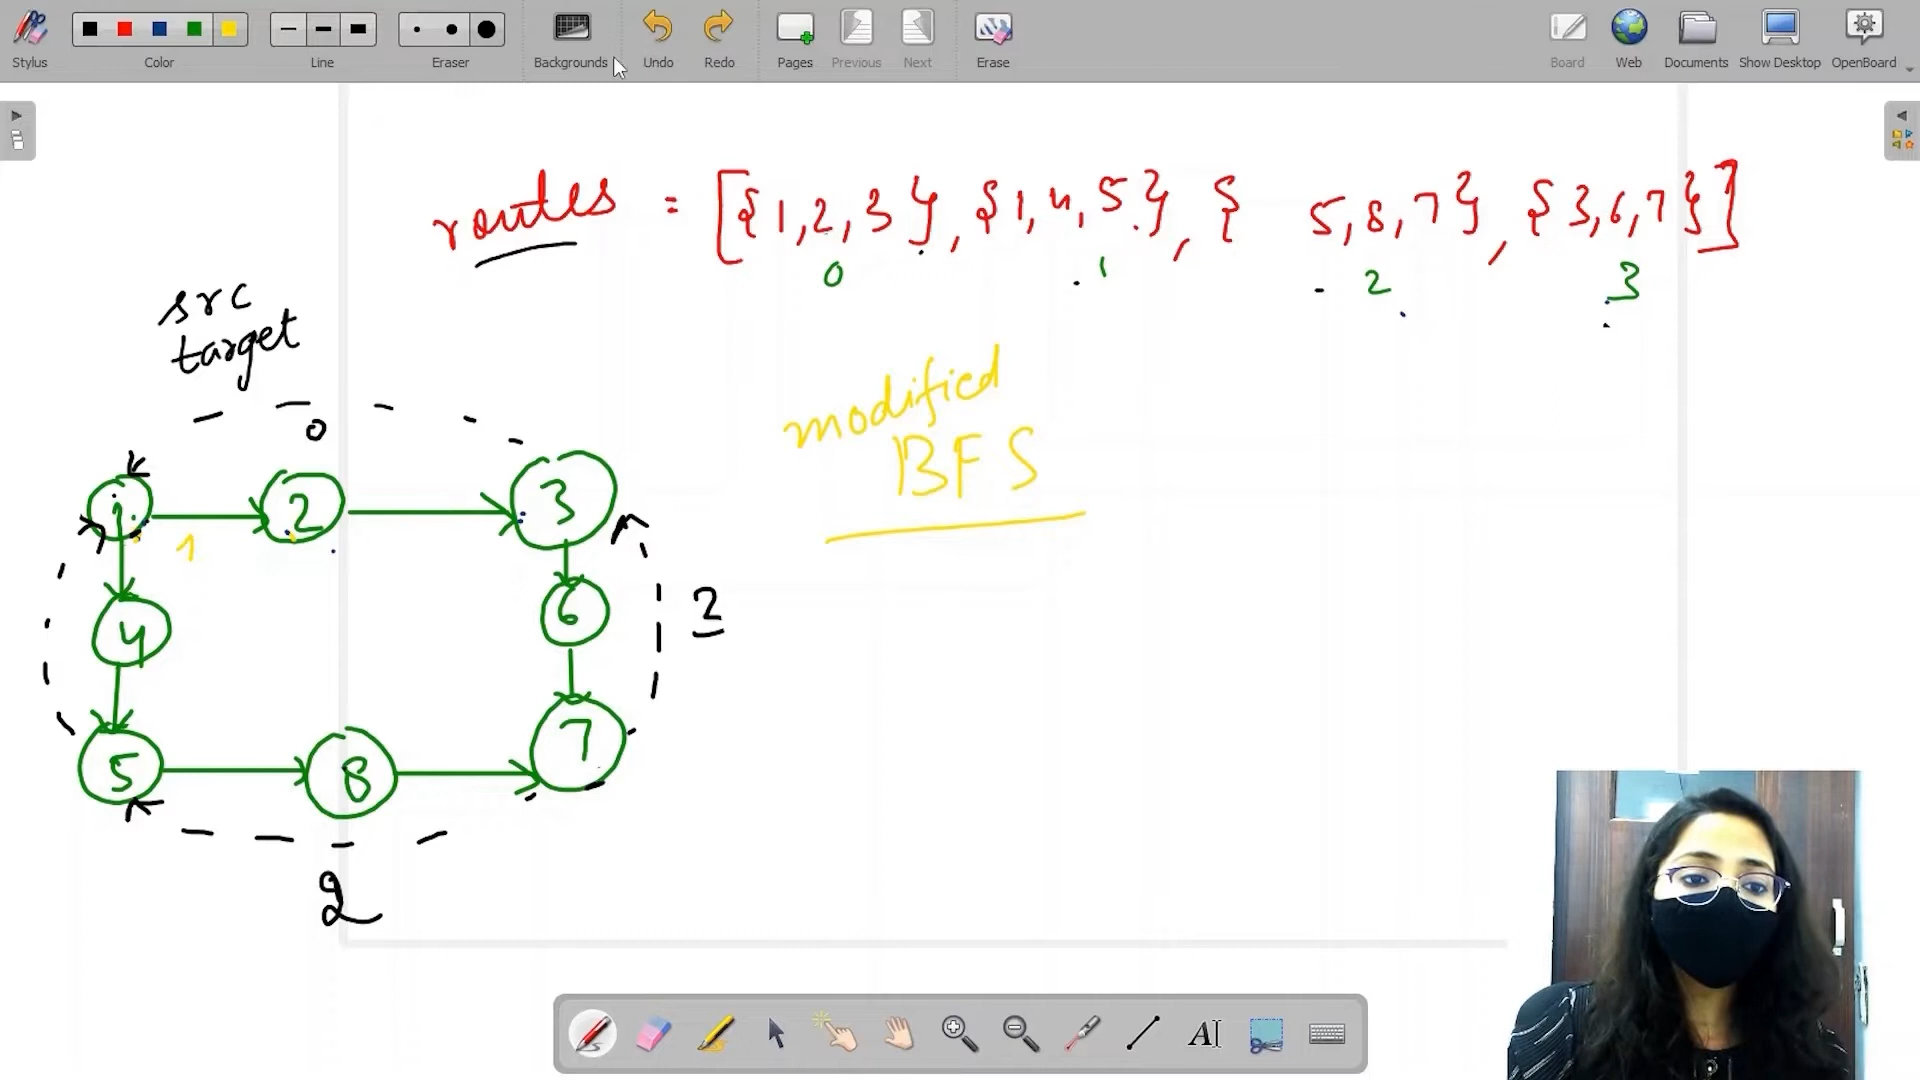 Stylus Color Line Eraser Backgrounds Undo Redo Pages Previous Next Erase Board Web Documents Show Desktop OpenBoard
routes = [{1,2,3}, {1,4,5}, { 5,8,7}, {3,6,7}]
0 1 2 3
src
target
modified
BFS
0
1 2 3
1
4 6 2
5 8 7
2